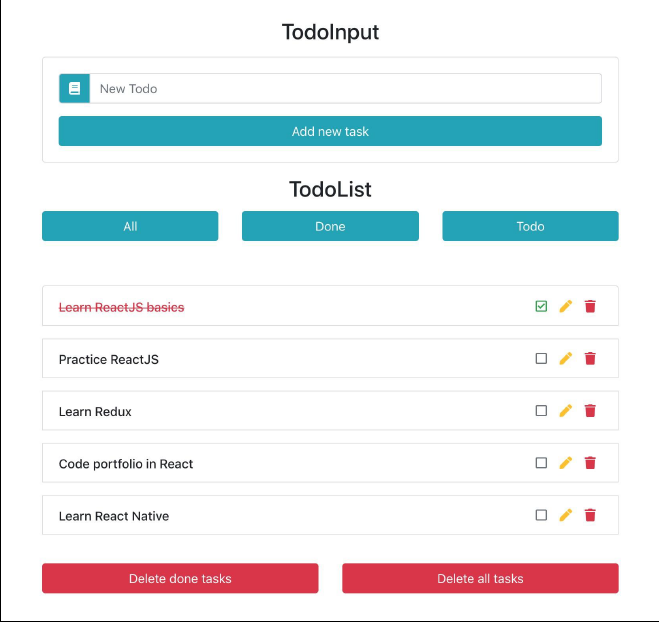 TodoInput
New Todo
Add new task
TodoList
All Done Todo
Learn ReactJS basics
Practice ReactJS
Learn Redux
Code portfolio in React
Learn React Native
Delete done tasks Delete all tasks